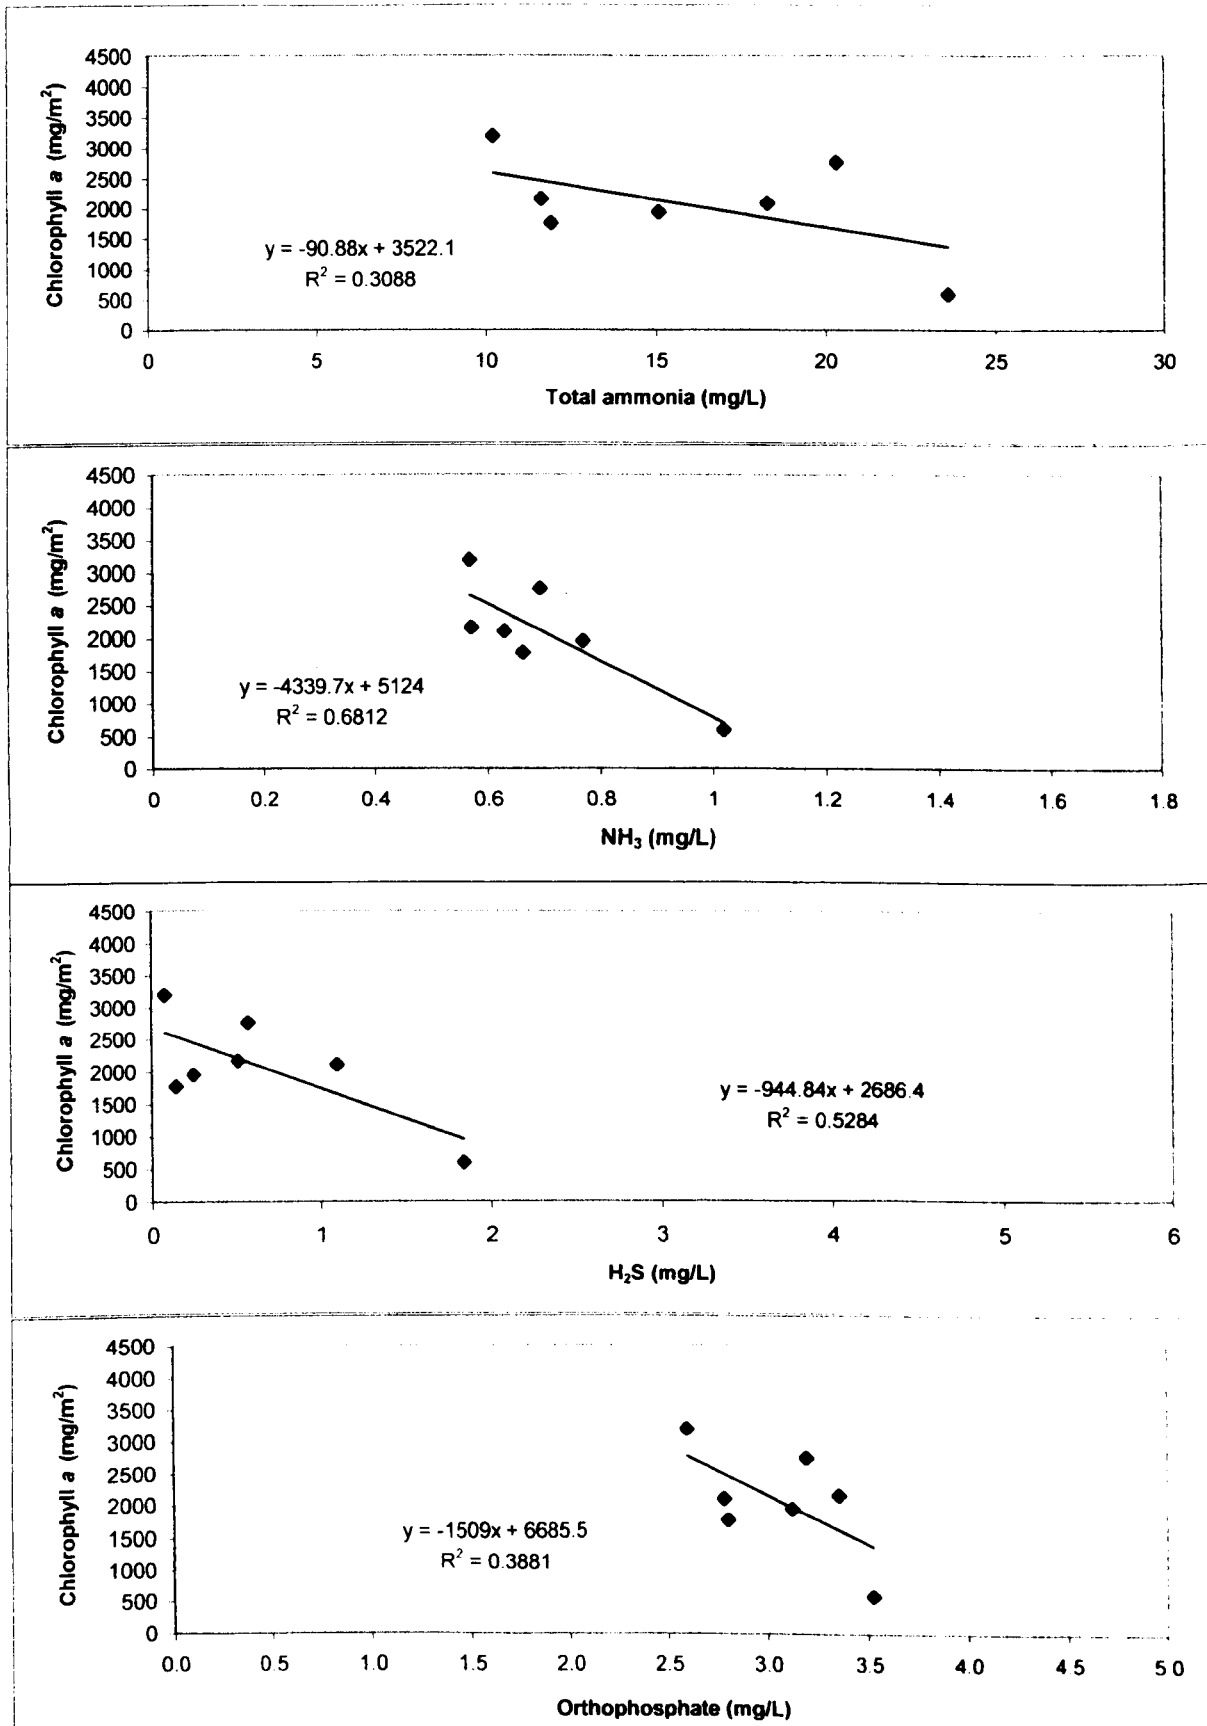 Chlorophyll a (mg/m²)
4500
4000
3500
3000
2500
2000
1500
1000
500
0
y = -90.88x + 3522.1
R² = 0.3088
0 5 10 15 20 25 30
Total ammonia (mg/L)
Chlorophyll a (mg/m²)
4500
4000
3500
3000
2500
2000
1500
1000
500
0
y = -4339.7x + 5124
R² = 0.6812
0 0.2 0.4 0.6 0.8 1 1.2 1.4 1.6 1.8
NH₃ (mg/L)
Chlorophyll a (mg/m²)
4500
4000
3500
3000
2500
2000
1500
1000
500
0
y = -944.84x + 2686.4
R² = 0.5284
0 1 2 3 4 5 6
H₂S (mg/L)
Chlorophyll a (mg/m²)
4500
4000
3500
3000
2500
2000
1500
1000
500
0
y = -1509x + 6685.5
R² = 0.3881
0.0 0.5 1.0 1.5 2.0 2.5 3.0 3.5 4.0 4.5 5.0
Orthophosphate (mg/L)